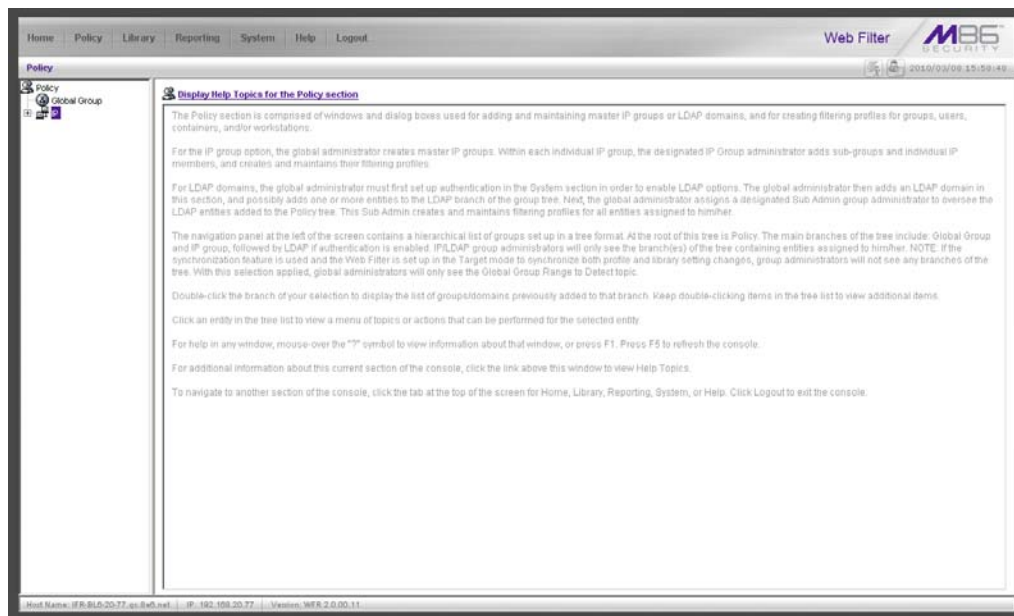 Home Policy Library Reporting System Help Logout
Web Filter
M86
SECURITY
Policy
2010/03/08 15:50:48
Policy
Global Group
IP
Display Help Topics for the Policy section
The Policy section is comprised of windows and dialog boxes used for adding and maintaining master IP groups or LDAP domains, and for creating filtering profiles for groups, users,
containers, and/or workstations.
For the IP group option, the global administrator creates master IP groups. Within each individual IP group, the designated IP Group administrator adds sub-groups and individual IP
members, and creates and maintains their filtering profiles.
For LDAP domains, the global administrator must first set up authentication in the System section in order to enable LDAP options. The global administrator then adds an LDAP domain in
this section, and possibly adds one or more entities to the LDAP branch of the group tree. Next, the global administrator assigns a designated Sub Admin group administrator to oversee the
LDAP entities added to the Policy tree. This Sub Admin creates and maintains filtering profiles for all entities assigned to him/her.
The navigation panel at the left of the screen contains a hierarchical list of groups set up in a tree format. At the root of this tree is Policy. The main branches of the tree include: Global Group
and IP group, followed by LDAP if authentication is enabled. IP/LDAP group administrators will only see the branch(es) of the tree containing entities assigned to him/her. NOTE: If the
synchronization feature is used and the Web Filter is set up in the Target mode to synchronize both profile and library setting changes, group administrators will not see any branches of the
tree. With this selection applied, global administrators will only see the Global Group Range to Detect topic.
Double-click the branch of your selection to display the list of groups/domains previously added to that branch. Keep double-clicking items in the tree list to view additional items.
Click an entity in the tree list to view a menu of topics or actions that can be performed for the selected entity.
For help in any window, mouse-over the "?" symbol to view information about that window, or press F1. Press F5 to refresh the console.
For additional information about this current section of the console, click the link above this window to view Help Topics.
To navigate to another section of the console, click the tab at the top of the screen for Home, Library, Reporting, System, or Help. Click Logout to exit the console.
Host Name: IP: 192.168.20.77 Version: WFR 2.0.00.11